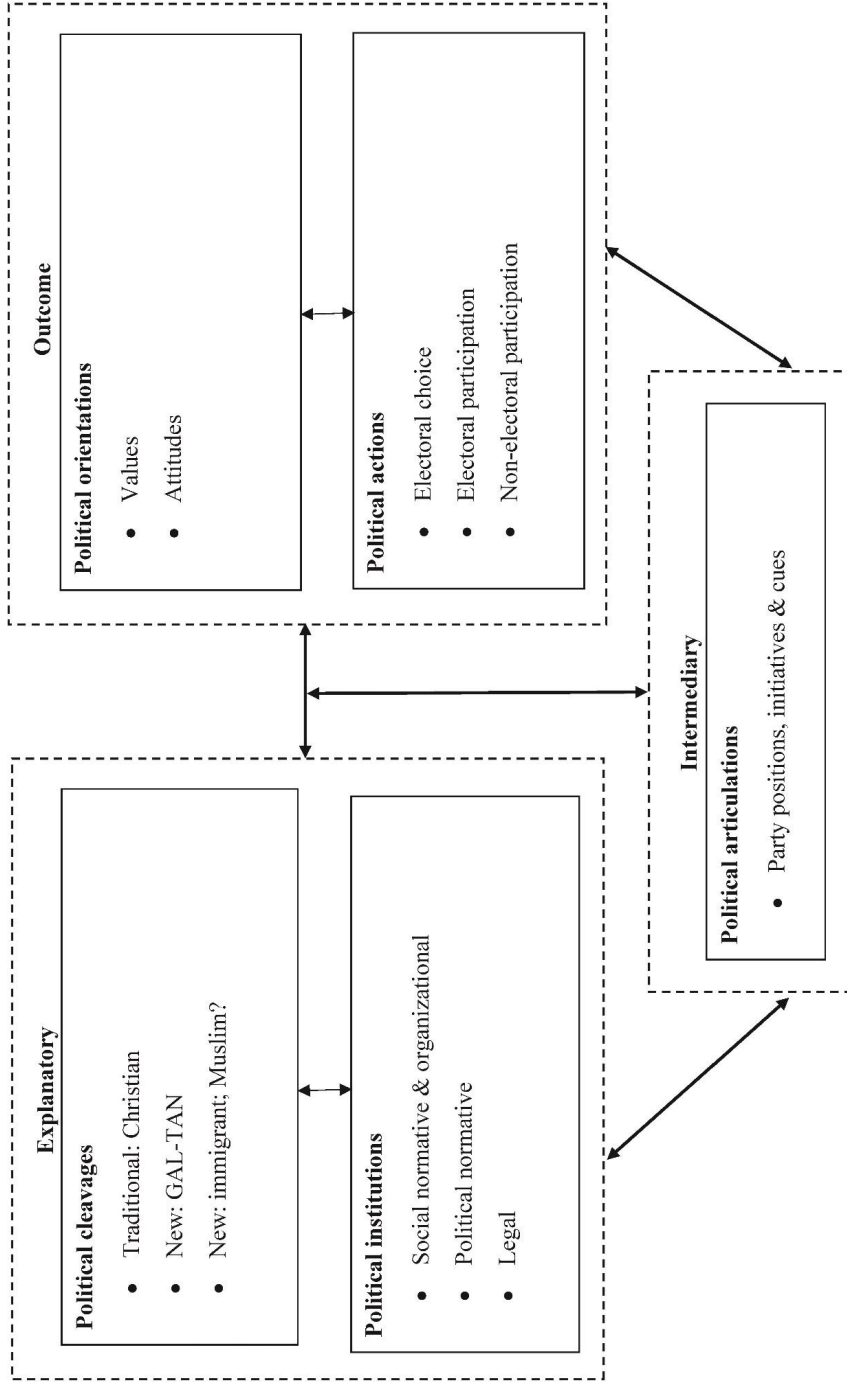 Explanatory
Political cleavages
• Traditional: Christian
• New: GAL-TAN
• New: immigrant; Muslim?
Political institutions
• Social normative & organizational
• Political normative
• Legal
Outcome
Political orientations
• Values
• Attitudes
Political actions
• Electoral choice
• Electoral participation
• Non-electoral participation
Intermediary
Political articulations
• Party positions, initiatives & cues